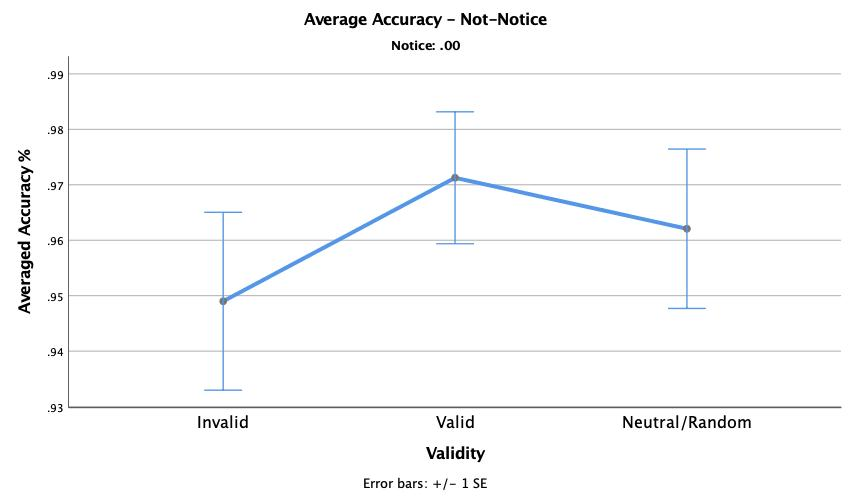 Average Accuracy - Not-Notice
Notice: .00
Averaged Accuracy %
.99
.98
.97
.96
.95
.94
.93
Invalid
Valid
Neutral/Random
Validity
Error bars: +/- 1 SE